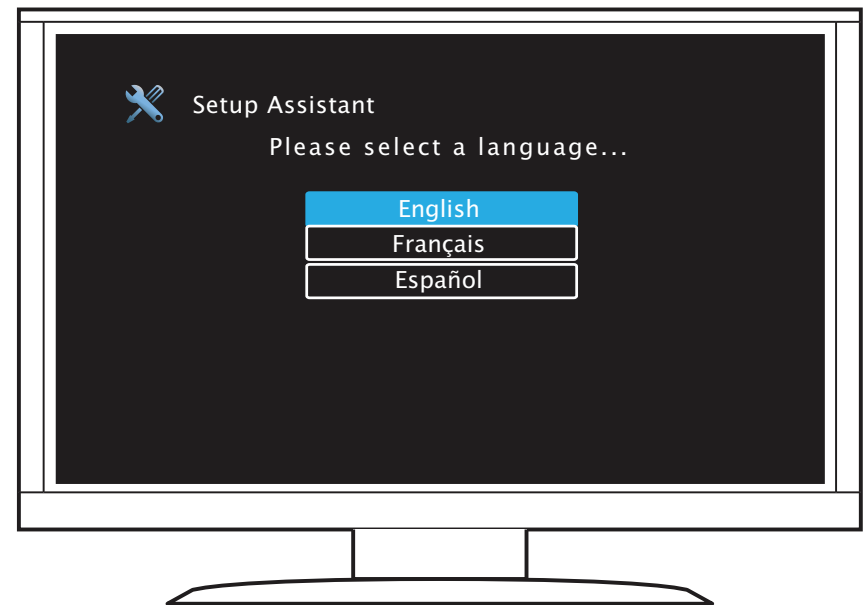 Setup Assistant
Please select a language...
English
Français
Español